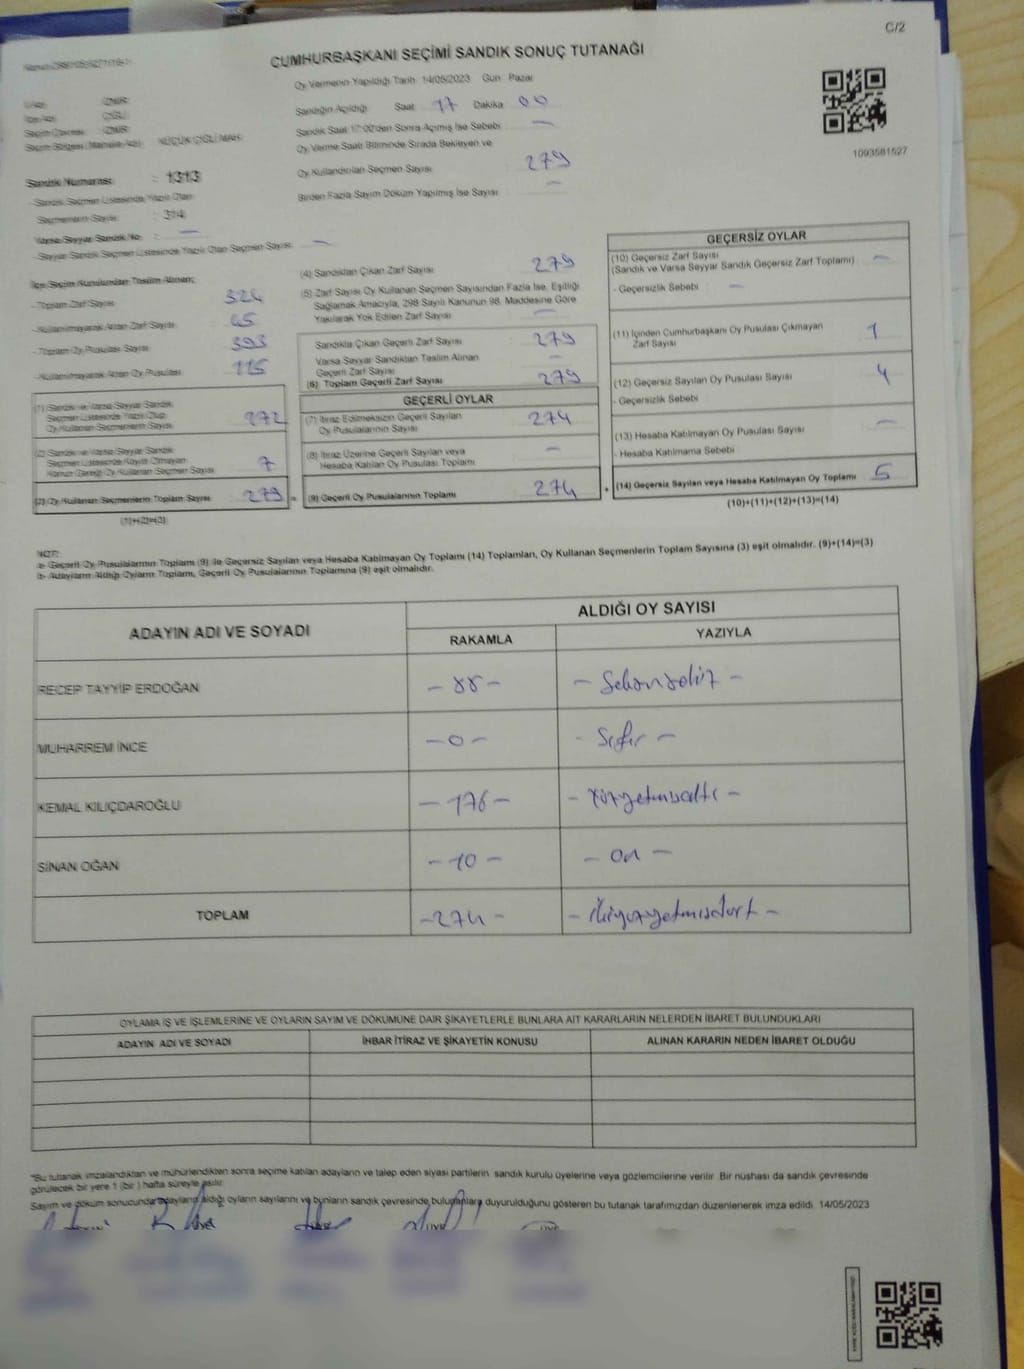 C/2
CUMHURBAŞKANI SEÇİMİ SANDIK SONUÇ TUTANAĞI
Oy Vermenin Yapıldığı Tarih 14/05/2023 Gün Pazar
Sandığın Açıldığı Saat 17 Dakika 00
Sandık Saat 17:00'den Sonra Açılmış İse Sebebi —
Oy Verme Saati Bitiminde Sırada Bekleyen ve
Oy Kullandırılan Seçmen Sayısı 279
Birden Fazla Sayım Döküm Yapılmış İse Sayısı —
1093581527
İZMİR
ÇİĞLİ
Seçim Çevresi : İZMİR
KÜÇÜK ÇİĞLİ MAH.
Sandık Numarası : 1313
- Sandık Seçmen Listesinde Yazılı Olan
Seçmenlerin Sayısı : 314
Varsa Seyyar Sandık No : —
- Seyyar Sandık Seçmen Listesinde Yazılı Olan Seçmen Sayısı: —
İlçe Seçim Kurulundan Teslim Alınan;
- Toplam Zarf Sayısı 324
- Kullanılmayarak Artan Zarf Sayısı 45
- Toplam Oy Pusulası Sayısı 393
- Kullanılmayarak Artan Oy Pusulası 115
(1) Sandık ve Varsa Seyyar Sandık
Seçmen Listesinde Yazılı Olup
Oy Kullanan Seçmenlerin Sayısı 272
(2) Sandık ve Varsa Seyyar Sandık
Seçmen Listesinde Kayıtlı Olmayan
Kanun Gereği Oy Kullanan Seçmen Sayısı 7
(3) Oy Kullanan Seçmenlerin Toplam Sayısı 279 =
(1)+(2)=(3)
(4) Sandıktan Çıkan Zarf Sayısı 279
(5) Zarf Sayısı Oy Kullanan Seçmen Sayısından Fazla İse, Eşitliği
Sağlamak Amacıyla, 298 Sayılı Kanunun 98. Maddesine Göre
Yakılarak Yok Edilen Zarf Sayısı —
Sandıkta Çıkan Geçerli Zarf Sayısı 279
Varsa Seyyar Sandıktan Teslim Alınan
Geçerli Zarf Sayısı —
(6) Toplam Geçerli Zarf Sayısı 279
GEÇERLİ OYLAR
(7) İtiraz Edilmeksizin Geçerli Sayılan
Oy Pusulalarının Sayısı 274
(8) İtiraz Üzerine Geçerli Sayılan veya
Hesaba Katılan Oy Pusulası Toplamı —
(9) Geçerli Oy Pusulalarının Toplamı 274 +
GEÇERSİZ OYLAR
(10) Geçersiz Zarf Sayısı
(Sandık ve Varsa Seyyar Sandık Geçersiz Zarf Toplamı) —
- Geçersizlik Sebebi —
(11) İçinden Cumhurbaşkanı Oy Pusulası Çıkmayan
Zarf Sayısı 1
(12) Geçersiz Sayılan Oy Pusulası Sayısı 4
- Geçersizlik Sebebi
(13) Hesaba Katılmayan Oy Pusulası Sayısı —
- Hesaba Katılmama Sebebi
(14) Geçersiz Sayılan veya Hesaba Katılmayan Oy Toplamı 5
(10)+(11)+(12)+(13)=(14)
NOT:
a- Geçerli Oy Pusulalarının Toplamı (9) ile Geçersiz Sayılan veya Hesaba Katılmayan Oy Toplamı (14) Toplamları, Oy Kullanan Seçmenlerin Toplam Sayısına (3) eşit olmalıdır. (9)+(14)=(3)
b- Adayların Aldığı Oyların Toplamı, Geçerli Oy Pusulalarının Toplamına (9) eşit olmalıdır.
ADAYIN ADI VE SOYADI
ALDIĞI OY SAYISI
RAKAMLA YAZIYLA
RECEP TAYYİP ERDOĞAN - 88 - - Seksensekiz -
MUHARREM İNCE - 0 - - Sıfır -
KEMAL KILIÇDAROĞLU - 176 - - Yüzyetmişaltı -
SİNAN OĞAN - 10 - - On -
TOPLAM - 274 - - İkiyüzyetmişdört -
OYLAMA İŞ VE İŞLEMLERİNE VE OYLARIN SAYIM VE DÖKÜMÜNE DAİR ŞİKAYETLERLE BUNLARA AİT KARARLARIN NELERDEN İBARET BULUNDUKLARI
ADAYIN ADI VE SOYADI İHBAR İTİRAZ VE ŞİKAYETİN KONUSU ALINAN KARARIN NEDEN İBARET OLDUĞU
*Bu tutanak imzalandıktan ve mühürlendikten sonra seçime katılan adayların ve talep eden siyasi partilerin sandık kurulu üyelerine veya gözlemcilerine verilir. Bir nüshası da sandık çevresinde
görülecek bir yere 1 (bir) hafta süreyle asılır.
Sayım ve döküm sonucunda adayların aldığı oyların sayılarını ve bunların sandık çevresinde bulunanlara duyurulduğunu gösteren bu tutanak tarafımızdan düzenlenerek imza edildi. 14/05/2023